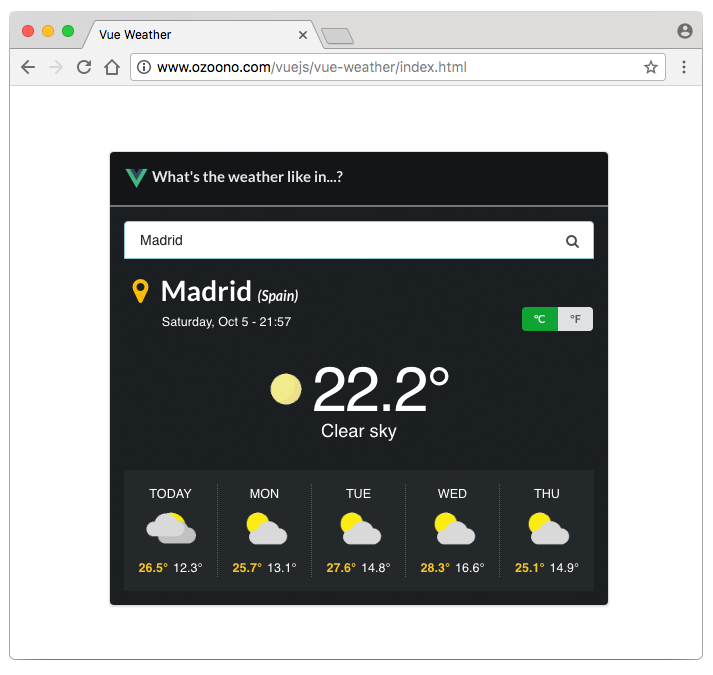 Vue Weather
www.ozoono.com/vuejs/vue-weather/index.html
What's the weather like in...?
Madrid
Madrid (Spain)
Saturday, Oct 5 - 21:57
°C °F
22.2°
Clear sky
TODAY MON TUE WED THU
26.5° 12.3° 25.7° 13.1° 27.6° 14.8° 28.3° 16.6° 25.1° 14.9°